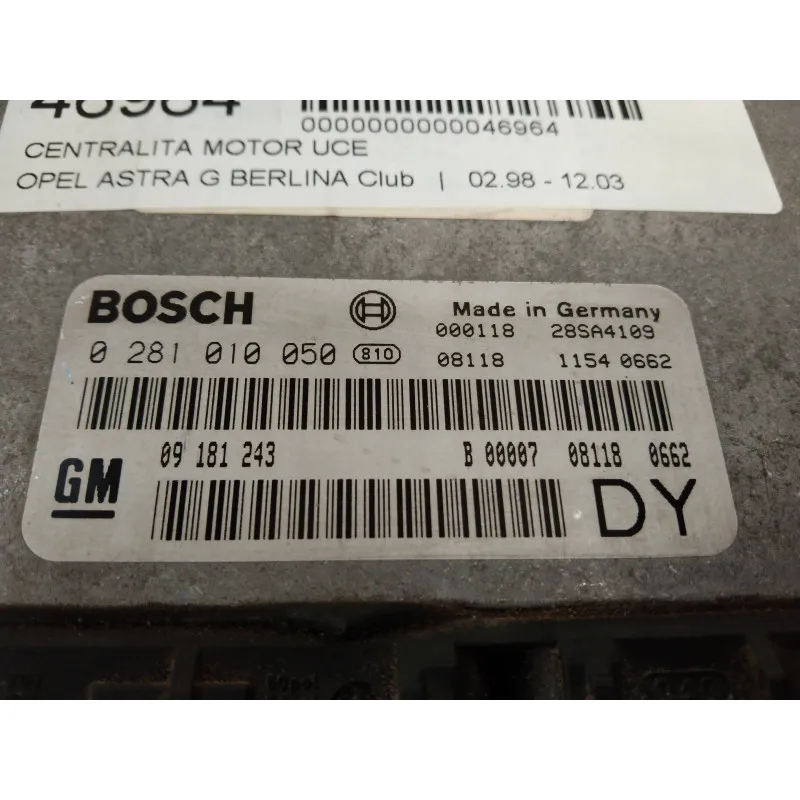 46964
0000000000046964
CENTRALITA MOTOR UCE
OPEL ASTRA G BERLINA Club | 02.98 - 12.03
BOSCH Made in Germany
000118 28SA4109
0 281 010 050 810 08118 1154 0662
09 181 243 B 00007 08118 0662
GM DY